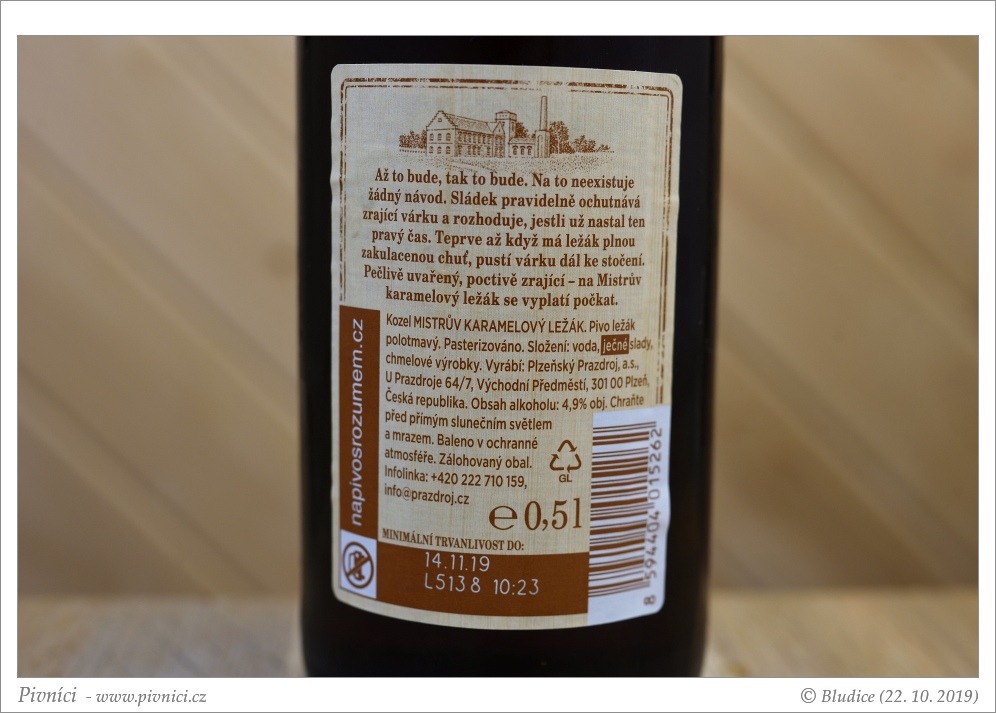 Až to bude, tak to bude. Na to neexistuje
žádný návod. Sládek pravidelně ochutnává
zrající várku a rozhoduje, jestli už nastal ten
pravý čas. Teprve až když má ležák plnou
zakulacenou chuť, pustí várku dál ke stočení.
Pečlivě uvařený, poctivě zrající – na Mistrův
karamelový ležák se vyplatí počkat.
napivosrozumem.cz
Kozel MISTRŮV KARAMELOVÝ LEŽÁK. Pivo ležák
polotmavý. Pasterizováno. Složení: voda, ječné slady,
chmelové výrobky. Vyrábí: Plzeňský Prazdroj, a.s.,
U Prazdroje 64/7, Východní Předměstí, 301 00 Plzeň,
Česká republika. Obsah alkoholu: 4,9% obj. Chraňte
před přímým slunečním světlem
a mrazem. Baleno v ochranné
atmosféře. Zálohovaný obal.
Infolinka: +420 222 710 159,
info@prazdroj.cz
GL
℮ 0,5l
MINIMÁLNÍ TRVANLIVOST DO:
14.11.19
L513 8 10:23
8 594404 015262
Pivníci - www.pivnici.cz
© Bludice (22. 10. 2019)